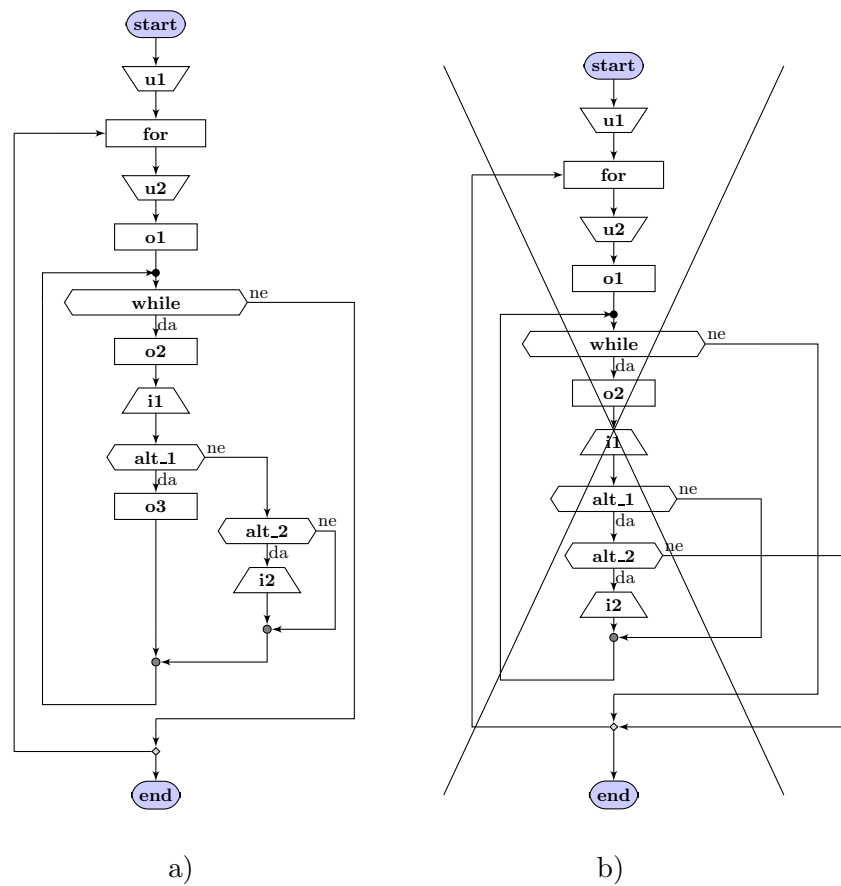 start
u1
for
u2
o1
while
ne
da
o2
i1
alt_1
ne
da
o3
alt_2
ne
da
i2
end
a)
start
u1
for
u2
o1
while
ne
da
o2
i1
alt_1
ne
da
alt_2
ne
da
i2
end
b)